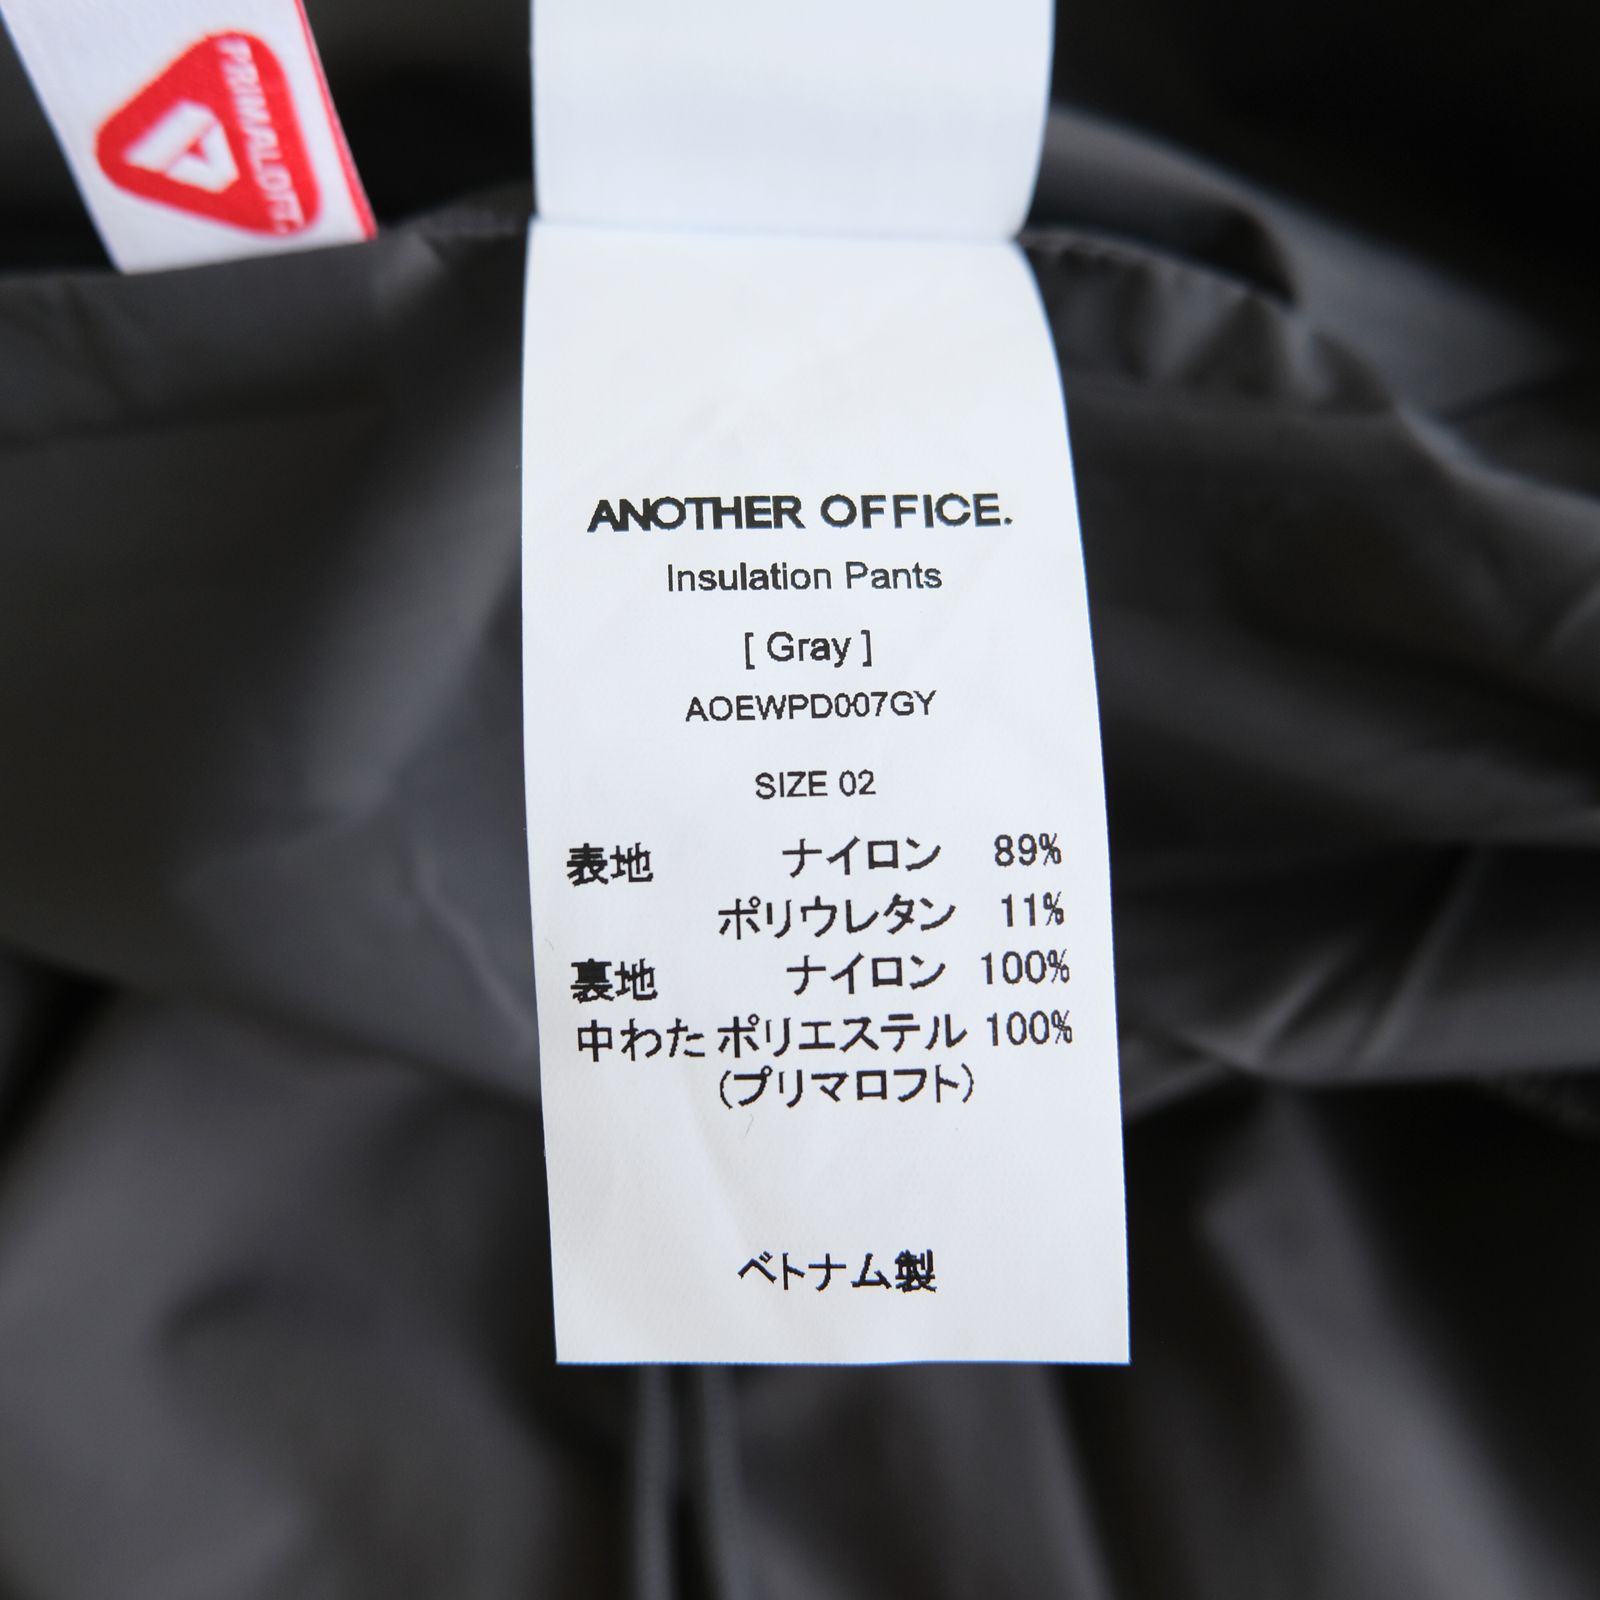 PRIMALOFT.
ANOTHER OFFICE.
Insulation Pants
[ Gray ]
AOEWPD007GY
SIZE 02
表地 ナイロン 89%
ポリウレタン 11%
裏地 ナイロン 100%
中わた ポリエステル 100%
(プリマロフト)
ベトナム製